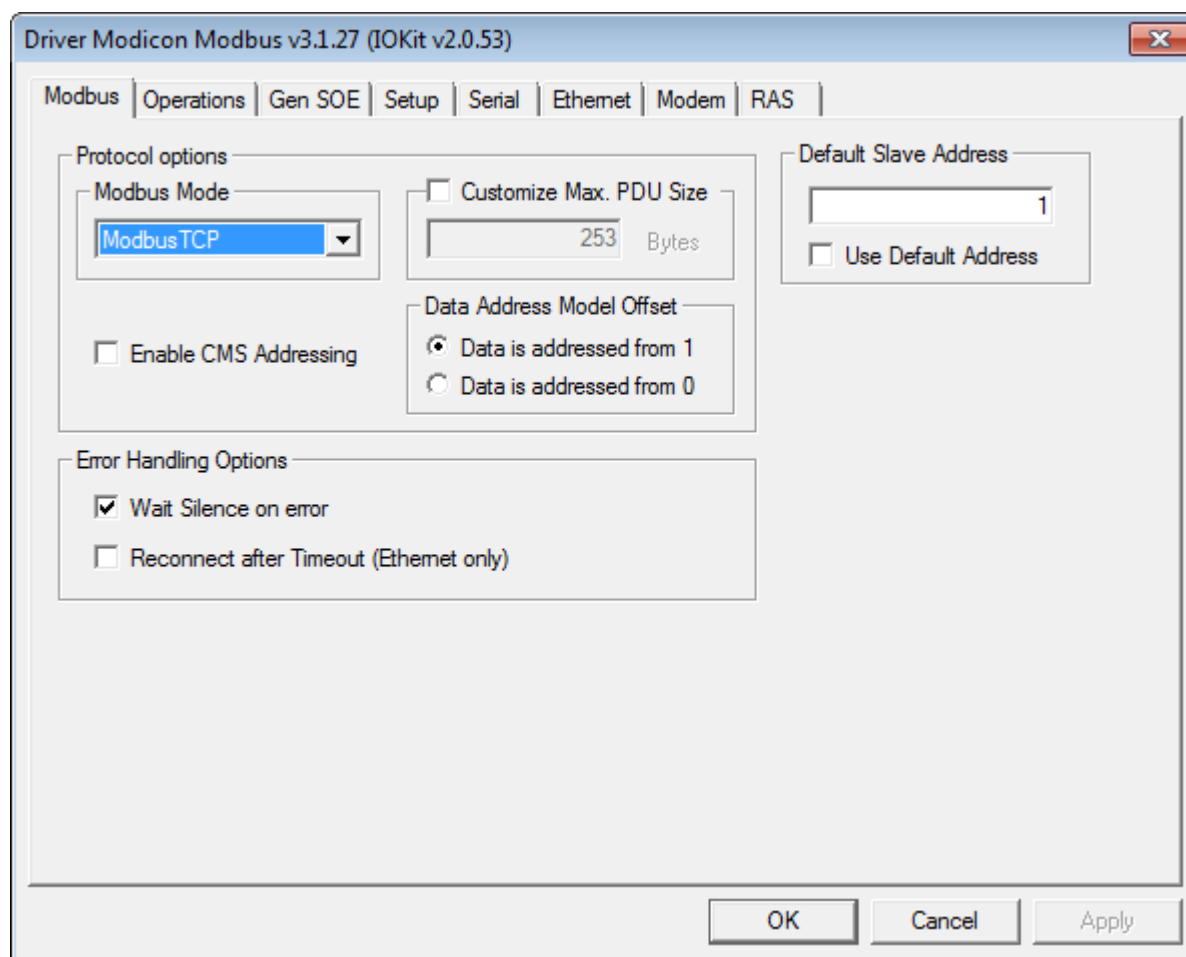 Driver Modicon Modbus v3.1.27 (IOKit v2.0.53)
Modbus Operations Gen SOE Setup Serial Ethernet Modem RAS
Protocol options
Modbus Mode
ModbusTCP
Customize Max. PDU Size
253 Bytes
Enable CMS Addressing
Data Address Model Offset
Data is addressed from 1
Data is addressed from 0
Default Slave Address
1
Use Default Address
Error Handling Options
Wait Silence on error
Reconnect after Timeout (Ethernet only)
OK Cancel Apply